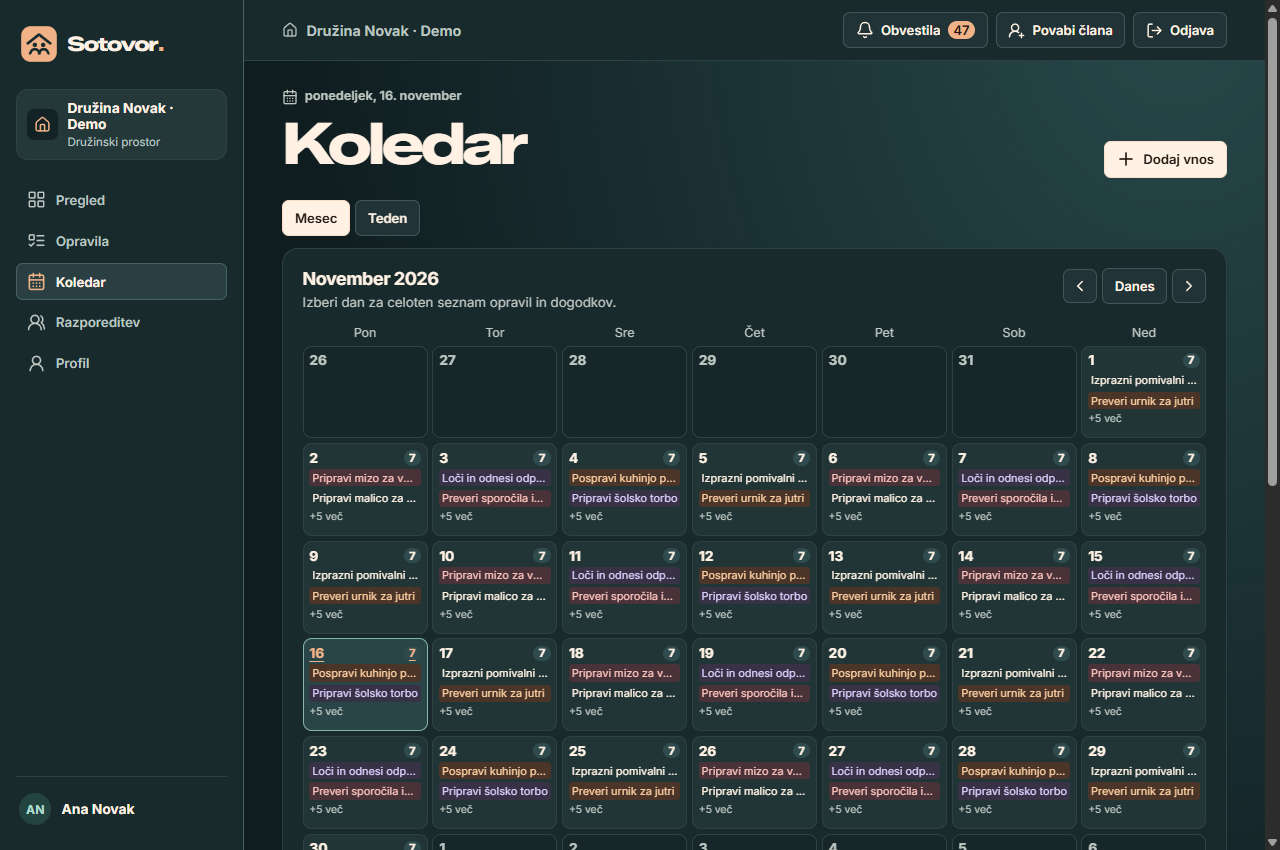 Sotovor.
Družina Novak · Demo
Obvestila 47
Povabi člana
Odjava
Družina Novak ·
Demo
Družinski prostor
Pregled
Opravila
Koledar
Razporeditev
Profil
AN Ana Novak
ponedeljek, 16. november
Koledar
Dodaj vnos
Mesec Teden
November 2026
Izberi dan za celoten seznam opravil in dogodkov.
Danes
Pon Tor Sre Čet Pet Sob Ned
26 27 28 29 30 31 1 7
Izprazni pomivalni ...
Preveri urnik za jutri
+5 več
2 7 3 7 4 7 5 7 6 7 7 7 8 7
Pripravi mizo za v... Loči in odnesi odp... Pospravi kuhinjo p... Izprazni pomivalni ... Pripravi mizo za v... Loči in odnesi odp... Pospravi kuhinjo p...
Pripravi malico za ... Preveri sporočila i... Pripravi šolsko torbo Preveri urnik za jutri Pripravi malico za ... Preveri sporočila i... Pripravi šolsko torbo
+5 več +5 več +5 več +5 več +5 več +5 več +5 več
9 7 10 7 11 7 12 7 13 7 14 7 15 7
Izprazni pomivalni ... Pripravi mizo za v... Loči in odnesi odp... Pospravi kuhinjo p... Izprazni pomivalni ... Pripravi mizo za v... Loči in odnesi odp...
Preveri urnik za jutri Pripravi malico za ... Preveri sporočila i... Pripravi šolsko torbo Preveri urnik za jutri Pripravi malico za ... Preveri sporočila i...
+5 več +5 več +5 več +5 več +5 več +5 več +5 več
16 7 17 7 18 7 19 7 20 7 21 7 22 7
Pospravi kuhinjo p... Izprazni pomivalni ... Pripravi mizo za v... Loči in odnesi odp... Pospravi kuhinjo p... Izprazni pomivalni ... Pripravi mizo za v...
Pripravi šolsko torbo Preveri urnik za jutri Pripravi malico za ... Preveri sporočila i... Pripravi šolsko torbo Preveri urnik za jutri Pripravi malico za ...
+5 več +5 več +5 več +5 več +5 več +5 več +5 več
23 7 24 7 25 7 26 7 27 7 28 7 29 7
Loči in odnesi odp... Pospravi kuhinjo p... Izprazni pomivalni ... Pripravi mizo za v... Loči in odnesi odp... Pospravi kuhinjo p... Izprazni pomivalni ...
Preveri sporočila i... Pripravi šolsko torbo Preveri urnik za jutri Pripravi malico za ... Preveri sporočila i... Pripravi šolsko torbo Preveri urnik za jutri
+5 več +5 več +5 več +5 več +5 več +5 več +5 več
30 7 1 2 3 4 5 6